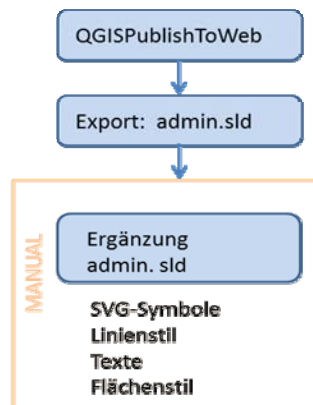 QGISPublishToWeb
Export: admin.sld
MANUAL
Ergänzung
admin. sld
SVG-Symbole
Linienstil
Texte
Flächenstil